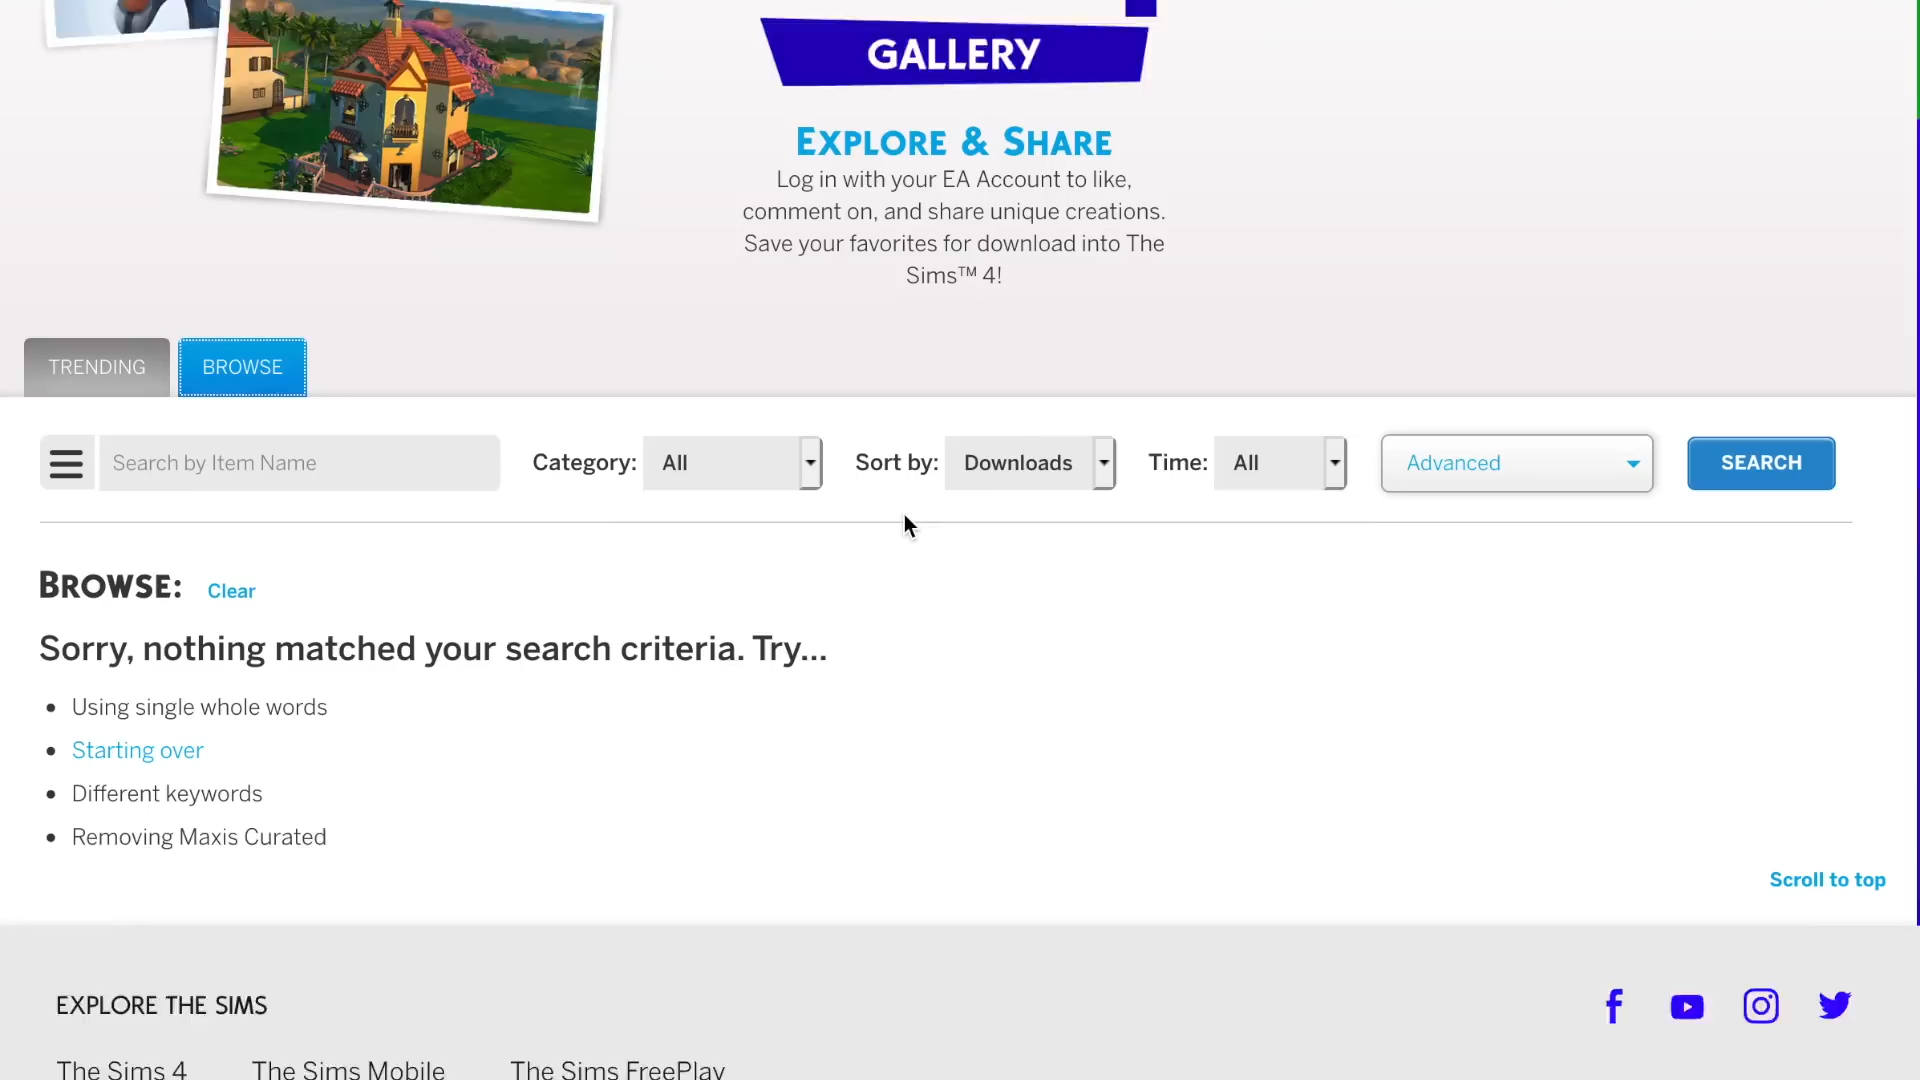 GALLERY
EXPLORE & SHARE
Log in with your EA Account to like,
comment on, and share unique creations.
Save your favorites for download into The
Sims™ 4!
TRENDING
BROWSE
Search by Item Name
Category:
All
Sort by:
Downloads
Time:
All
Advanced
SEARCH
BROWSE:
Clear
Sorry, nothing matched your search criteria. Try...
• Using single whole words
• Starting over
• Different keywords
• Removing Maxis Curated
Scroll to top
EXPLORE THE SIMS
The Sims 4
The Sims Mobile
The Sims FreePlay